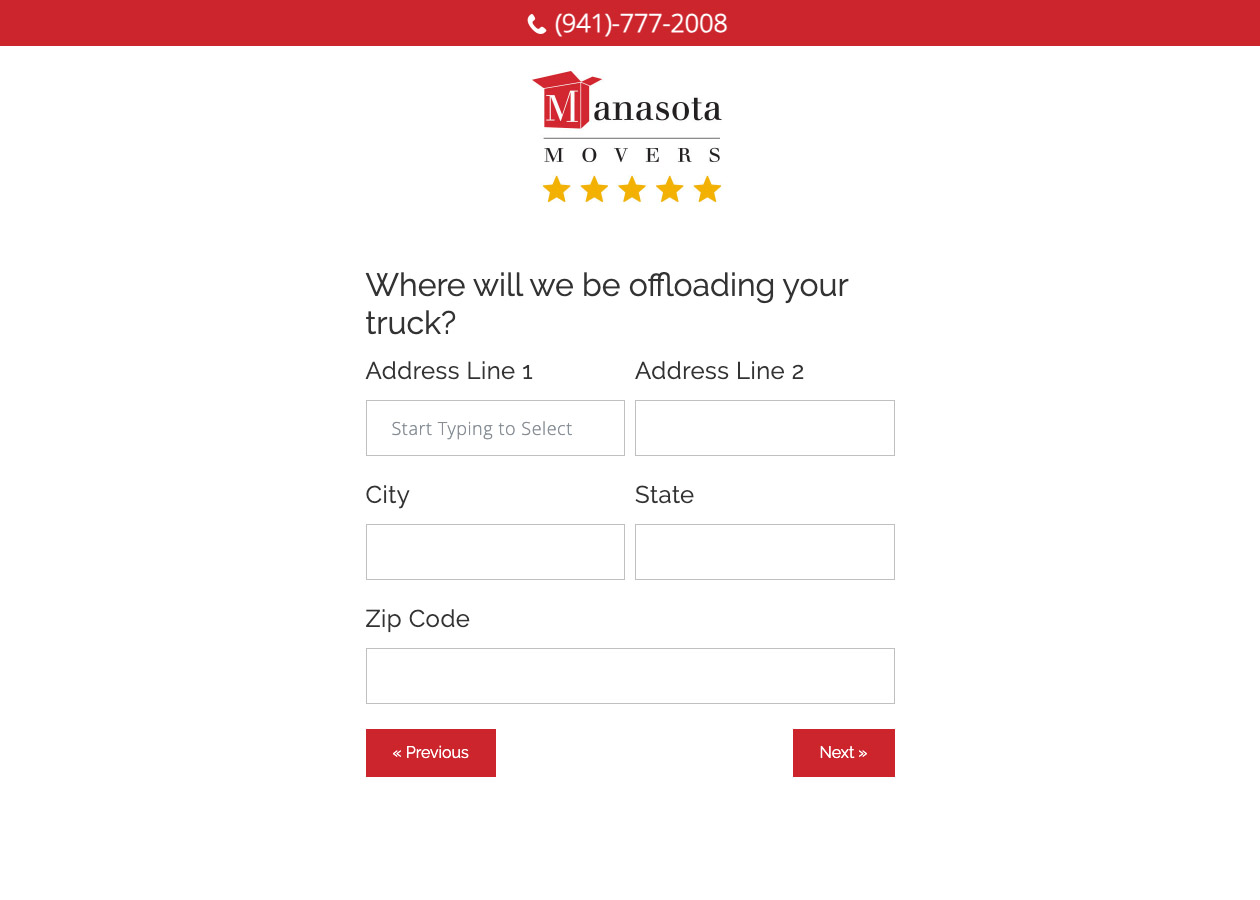 (941)-777-2008
Manasota
MOVERS
Where will we be offloading your
truck?
Address Line 1
Address Line 2
Start Typing to Select
City
State
Zip Code
« Previous
Next »